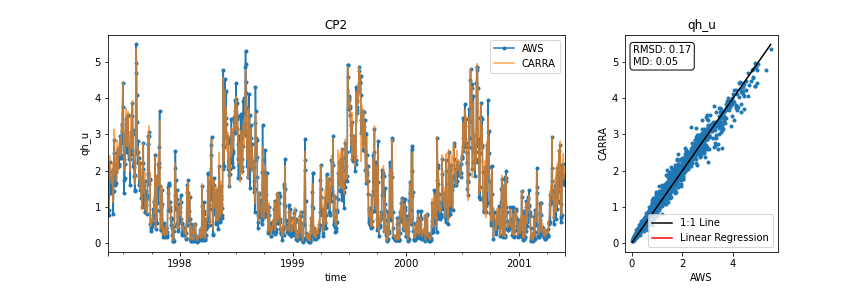 CP2
qh_u
AWS
CARRA
qh_u
0
1
2
3
4
5
1998
1999
2000
2001
time
RMSD: 0.17
MD: 0.05
CARRA
0
1
2
3
4
5
1:1 Line
Linear Regression
0
2
4
AWS